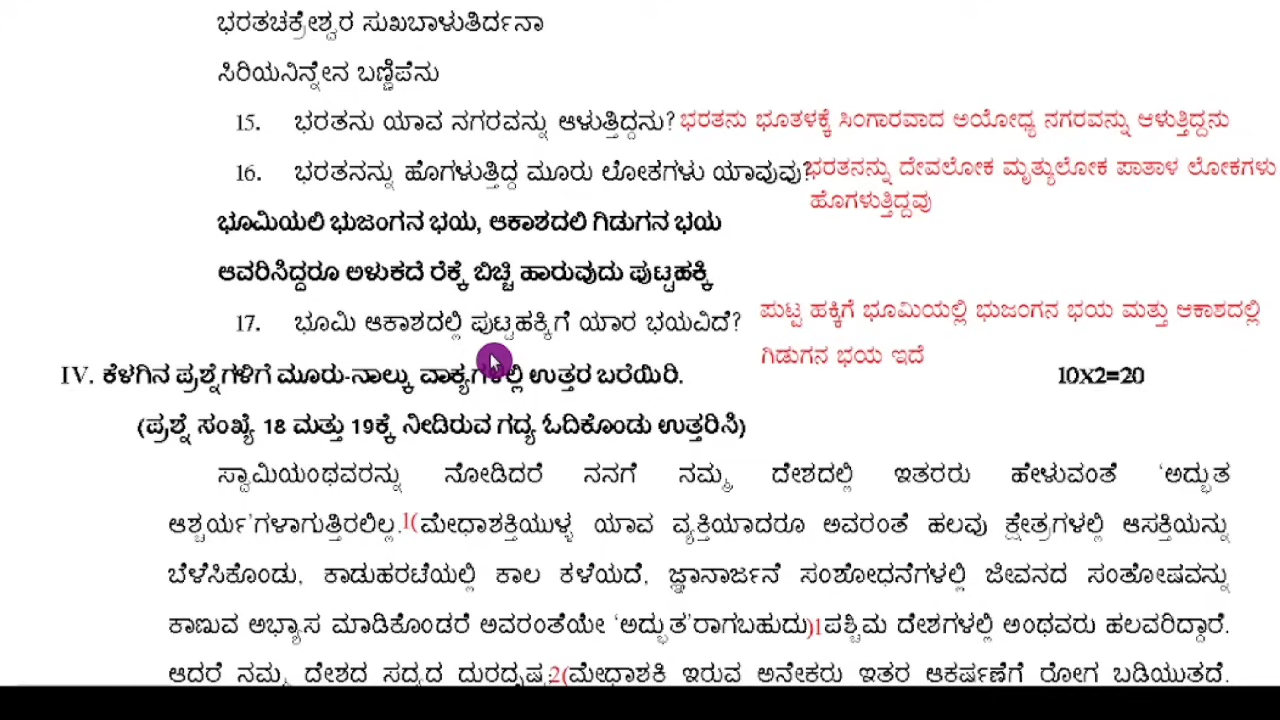 ಭರತಚಕ್ರೇಶ್ವರ ಸುಖಬಾಳುತಿರ್ದನಾ
ಸಿರಿಯನಿನ್ನೇನ ಬಣ್ಣಿಪೆನು
15. ಭರತನು ಯಾವ ನಗರವನ್ನು ಆಳುತ್ತಿದ್ದನು? ಭರತನು ಭೂತಳಕ್ಕೆ ಸಿಂಗಾರವಾದ ಅಯೋಧ್ಯ ನಗರವನ್ನು ಆಳುತ್ತಿದ್ದನು
16. ಭರತನನ್ನು ಹೊಗಳುತ್ತಿದ್ದ ಮೂರು ಲೋಕಗಳು ಯಾವುವು? ಭರತನನ್ನು ದೇವಲೋಕ ಮೃತ್ಯುಲೋಕ ಪಾತಾಳ ಲೋಕಗಳು
ಹೊಗಳುತ್ತಿದ್ದವು
ಭೂಮಿಯಲಿ ಭುಜಂಗನ ಭಯ, ಆಕಾಶದಲಿ ಗಿಡುಗನ ಭಯ
ಆವರಿಸಿದ್ದರೂ ಅಳುಕದೆ ರೆಕ್ಕೆ ಬಿಚ್ಚಿ ಹಾರುವುದು ಪುಟ್ಟಹಕ್ಕಿ
17. ಭೂಮಿ ಆಕಾಶದಲ್ಲಿ ಪುಟ್ಟಹಕ್ಕಿಗೆ ಯಾರ ಭಯವಿದೆ? ಪುಟ್ಟ ಹಕ್ಕಿಗೆ ಭೂಮಿಯಲ್ಲಿ ಭುಜಂಗನ ಭಯ ಮತ್ತು ಆಕಾಶದಲ್ಲಿ
ಗಿಡುಗನ ಭಯ ಇದೆ
IV. ಕೆಳಗಿನ ಪ್ರಶ್ನೆಗಳಿಗೆ ಮೂರು-ನಾಲ್ಕು ವಾಕ್ಯಗಳಲ್ಲಿ ಉತ್ತರ ಬರೆಯಿರಿ. 10X2=20
(ಪ್ರಶ್ನೆ ಸಂಖ್ಯೆ 18 ಮತ್ತು 19ಕ್ಕೆ ನೀಡಿರುವ ಗದ್ಯ ಓದಿಕೊಂಡು ಉತ್ತರಿಸಿ)
ಸ್ವಾಮಿಯಂಥವರನ್ನು ನೋಡಿದರೆ ನನಗೆ ನಮ್ಮ ದೇಶದಲ್ಲಿ ಇತರರು ಹೇಳುವಂತೆ 'ಅದ್ಭುತ
ಆಶ್ಚರ್ಯ'ಗಳಾಗುತ್ತಿರಲಿಲ್ಲ.1(ಮೇಧಾಶಕ್ತಿಯುಳ್ಳ ಯಾವ ವ್ಯಕ್ತಿಯಾದರೂ ಅವರಂತೆ ಹಲವು ಕ್ಷೇತ್ರಗಳಲ್ಲಿ ಆಸಕ್ತಿಯನ್ನು
ಬೆಳೆಸಿಕೊಂಡು, ಕಾಡುಹರಟೆಯಲ್ಲಿ ಕಾಲ ಕಳೆಯದೆ, ಜ್ಞಾನಾರ್ಜನೆ ಸಂಶೋಧನೆಗಳಲ್ಲಿ ಜೀವನದ ಸಂತೋಷವನ್ನು
ಕಾಣುವ ಅಭ್ಯಾಸ ಮಾಡಿಕೊಂಡರೆ ಅವರಂತೆಯೇ 'ಅದ್ಭುತ'ರಾಗಬಹುದು)1ಪಶ್ಚಿಮ ದೇಶಗಳಲ್ಲಿ ಅಂಥವರು ಹಲವರಿದ್ದಾರೆ.
ಆದರೆ ನಮ್ಮ ದೇಶದ ಸದ್ಯದ ದುರದೃಷ್ಟ2(ಮೇಧಾಶಕ್ತಿ ಇರುವ ಅನೇಕರು ಇತರ ಆಕರ್ಷಣೆಗೆ ರೋಗ ಬಡಿಯುತದೆ.